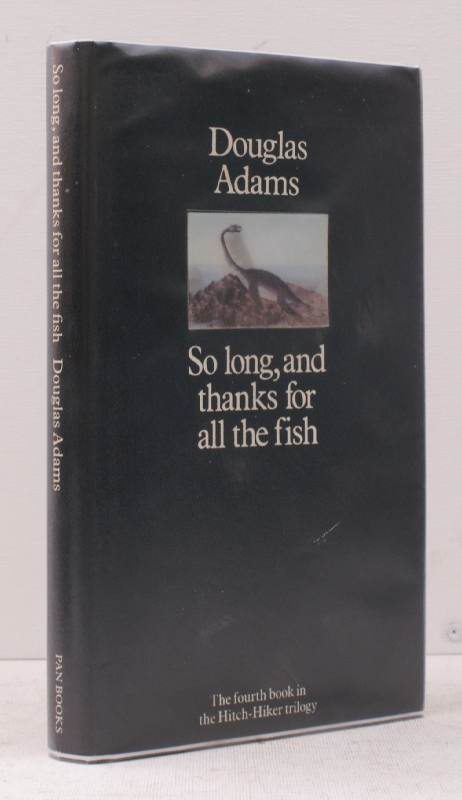 So long, and thanks for all the fish Douglas Adams
PAN BOOKS
Douglas
Adams
So long, and
thanks for
all the fish
The fourth book in
the Hitch-Hiker trilogy